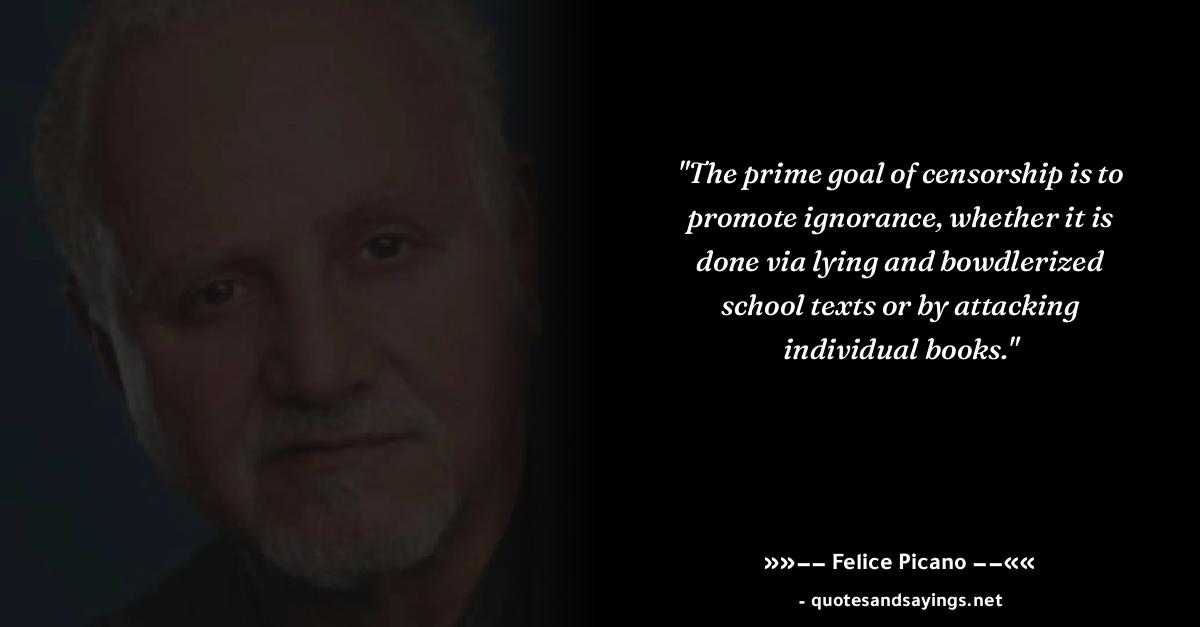 "The prime goal of censorship is to
promote ignorance, whether it is
done via lying and bowdlerized
school texts or by attacking
individual books."
»»−− Felice Picano −−««
- quotesandsayings.net